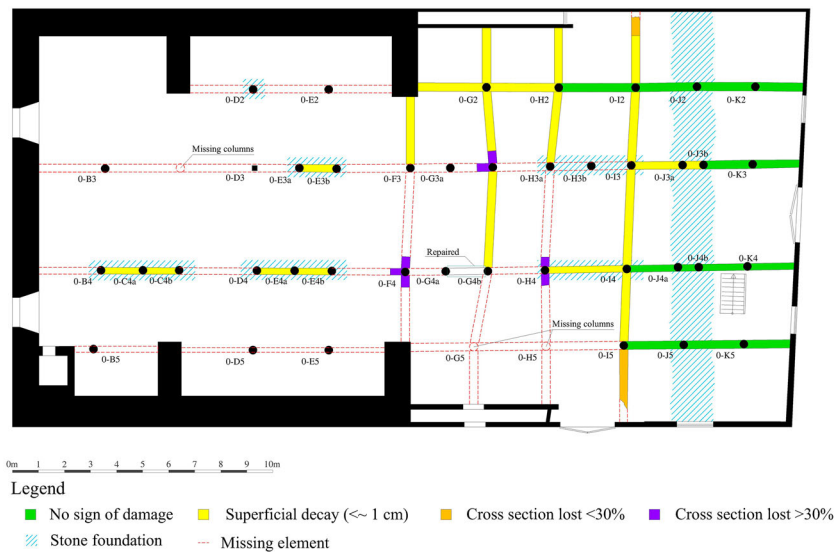 0-D2
0-E2
0-G2
0-H2
0-I2
0-J2
0-K2
Missing columns
0-B3
0-D3
0-E3a
0-E3b
0-F3
0-G3a
0-H3a
0-H3b
0-I3
0-J3a
0-J3b
0-K3
Repaired
0-B4
0-C4a
0-C4b
0-D4
0-E4a
0-E4b
0-F4
0-G4a
0-G4b
0-H4
0-I4
0-J4a
0-J4b
0-K4
Missing columns
0-B5
0-D5
0-E5
0-G5
0-H5
0-I5
0-J5
0-K5
0m 1 2 3 4 5 6 7 8 9 10m
Legend
No sign of damage Superficial decay (<~ 1 cm) Cross section lost <30% Cross section lost >30%
Stone foundation Missing element